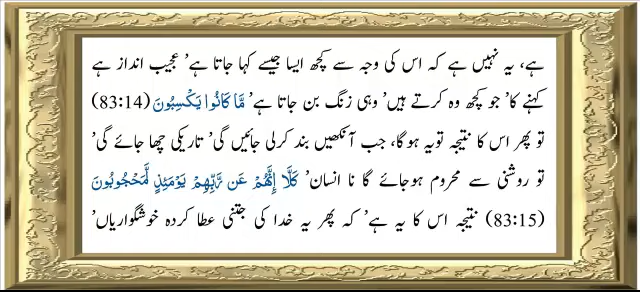 ہے، یہ نہیں ہے کہ اس کی وجہ سے کچھ ایسا جیسے کہا جاتا ہے' عجیب انداز ہے
کہنے کا' جو کچھ وہ کرتے ہیں' وہی زنگ بن جاتا ہے' مَّا كَانُوا يَكْسِبُونَ (83:14)
تو پھر اس کا نتیجہ تو یہ ہوگا، جب آنکھیں بند کرلی جائیں گی' تاریکی چھا جائے گی'
تو روشنی سے محروم ہوجائے گا نا انسان' كَلَّا إِنَّهُمْ عَن رَّبِّهِمْ يَوْمَئِذٍ لَّمَحْجُوبُونَ
(83:15) نتیجہ اس کا یہ ہے' کہ پھر یہ خدا کی جتنی عطا کردہ خوشگواریاں'